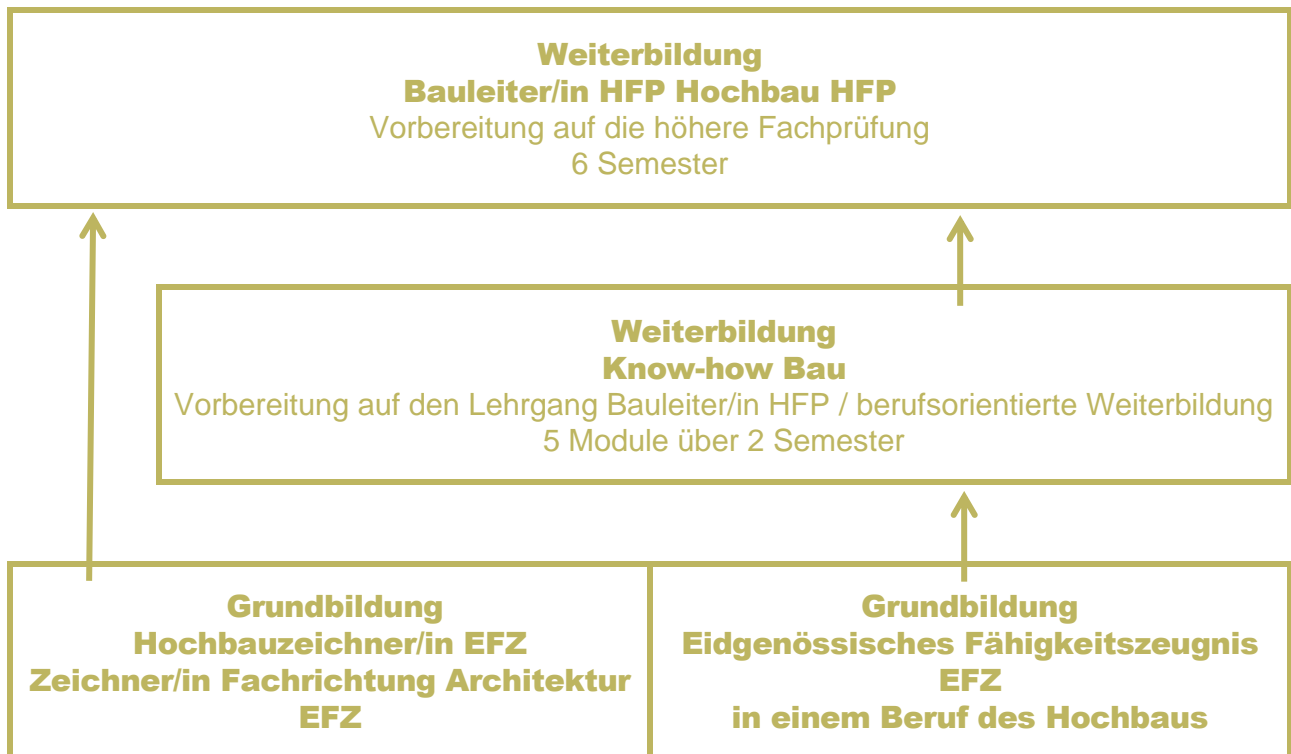 Weiterbildung
Bauleiter/in HFP Hochbau HFP
Vorbereitung auf die höhere Fachprüfung
6 Semester
Weiterbildung
Know-how Bau
Vorbereitung auf den Lehrgang Bauleiter/in HFP / berufsorientierte Weiterbildung
5 Module über 2 Semester
Grundbildung
Hochbauzeichner/in EFZ
Zeichner/in Fachrichtung Architektur
EFZ
Grundbildung
Eidgenössisches Fähigkeitszeugnis
EFZ
in einem Beruf des Hochbaus